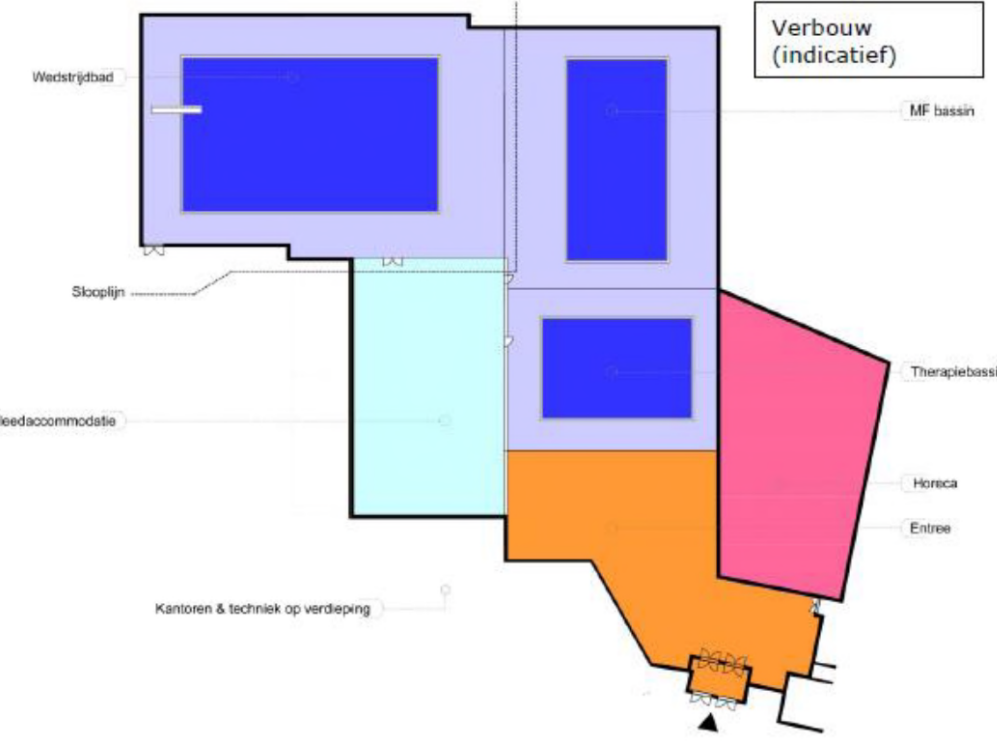 Verbouw
(indicatief)
Wedstrijdbad
MF bassin
Slooplijn
Therapiebassi
leedaccommodatie
Horeca
Entree
Kantoren & techniek op verdieping